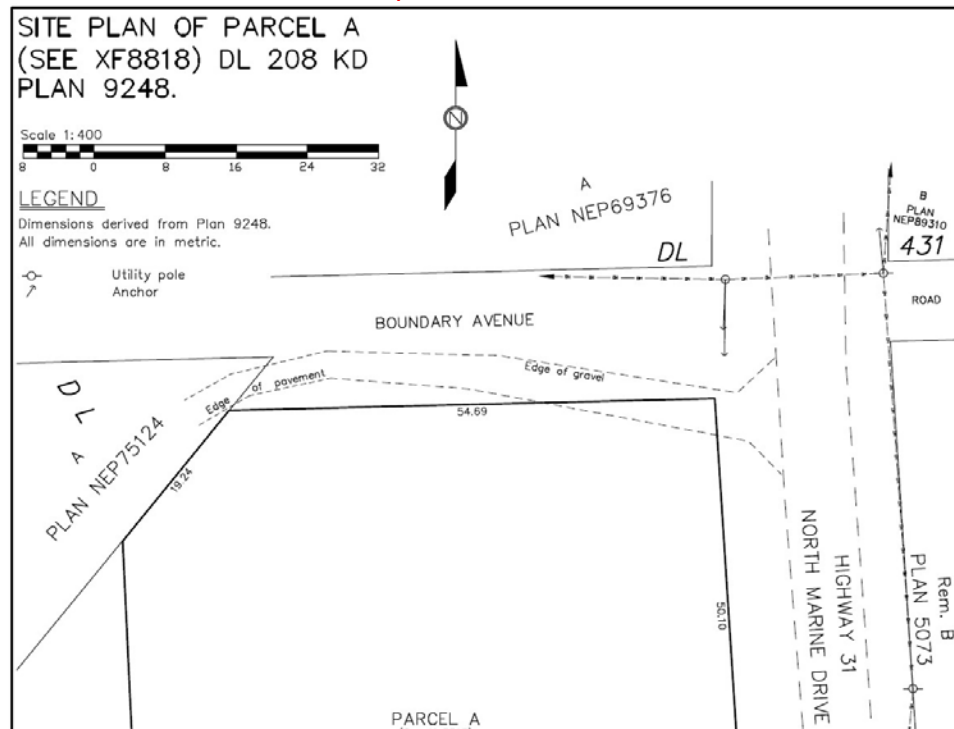 SITE PLAN OF PARCEL A
(SEE XF8818) DL 208 KD
PLAN 9248.
Scale 1:400
8 0 8 16 24 32
LEGEND
Dimensions derived from Plan 9248.
All dimensions are in metric.
Utility pole
Anchor
N
A
PLAN NEP69376
DL
B
PLAN
NEP89310
431
ROAD
BOUNDARY AVENUE
Edge of pavement
Edge of gravel
54.69
DL
A
PLAN NEP75124
19.24
50.10
NORTH MARINE DRIVE
HIGHWAY 31
Rem. B
PLAN 5073
PARCEL A